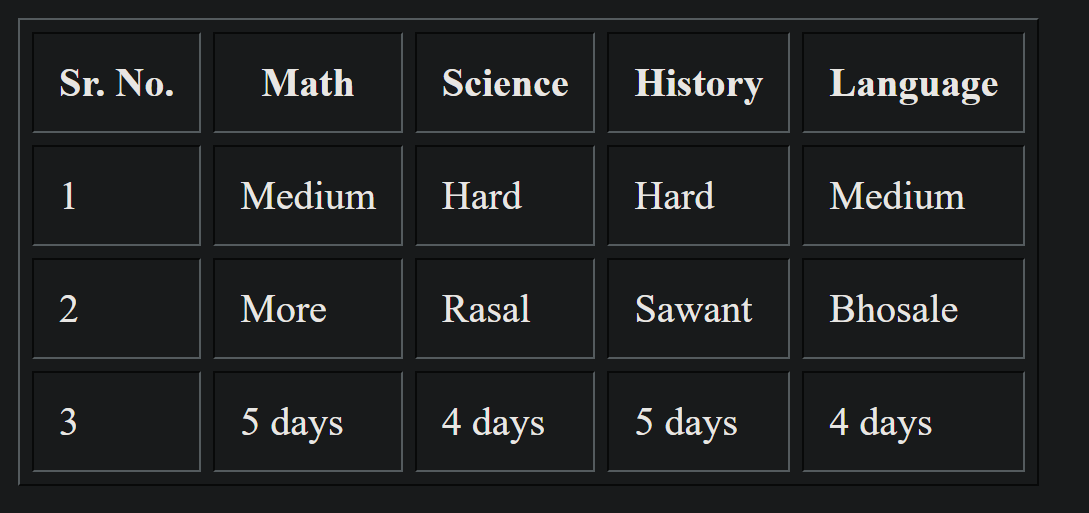 Sr. No. Math Science History Language
1 Medium Hard Hard Medium
2 More Rasal Sawant Bhosale
3 5 days 4 days 5 days 4 days